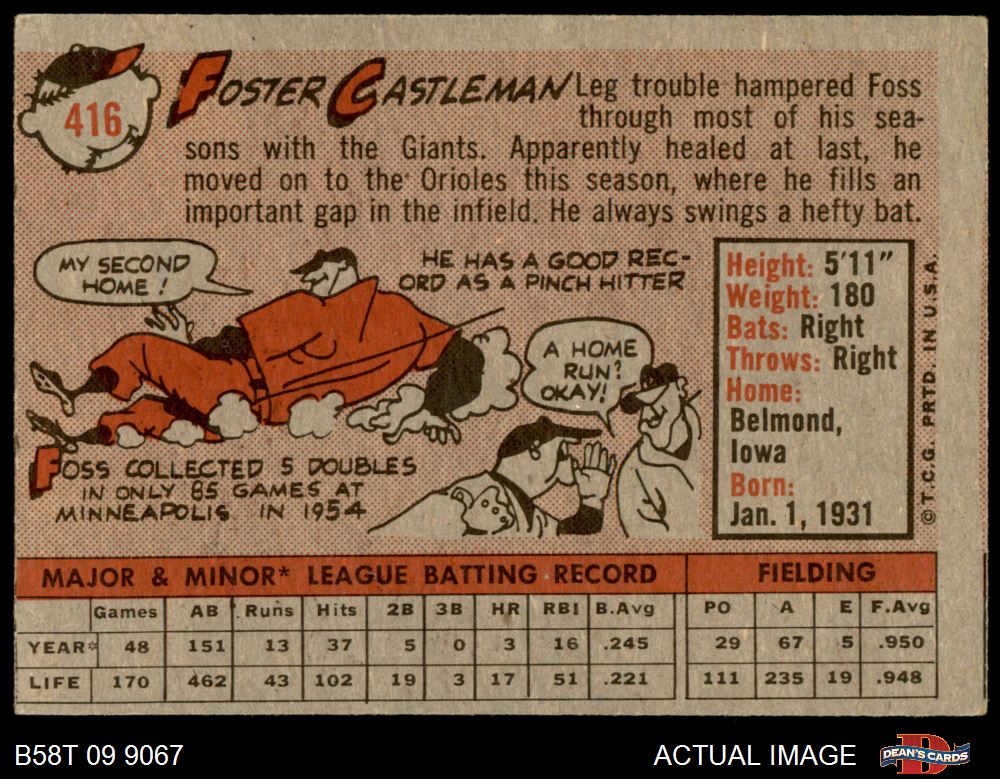 416
FOSTER CASTLEMAN
Leg trouble hampered Foss
through most of his sea-
sons with the Giants. Apparently healed at last, he
moved on to the Orioles this season, where he fills an
important gap in the infield. He always swings a hefty bat.
MY SECOND
HOME!
HE HAS A GOOD REC-
ORD AS A PINCH HITTER
A HOME
RUN?
OKAY!
FOSS COLLECTED 5 DOUBLES
IN ONLY 85 GAMES AT
MINNEAPOLIS IN 1954
Height: 5'11"
Weight: 180
Bats: Right
Throws: Right
Home:
Belmond,
Iowa
Born:
Jan. 1, 1931
© T.C.G. PRTD. IN U.S.A.
MAJOR & MINOR* LEAGUE BATTING RECORD FIELDING
Games AB Runs Hits 2B 3B HR RBI B.Avg PO A E F.Avg
YEAR* 48 151 13 37 5 0 3 16 .245 29 67 5 .950
LIFE 170 462 43 102 19 3 17 51 .221 111 235 19 .948
B58T 09 9067 ACTUAL IMAGE DEAN'S CARDS